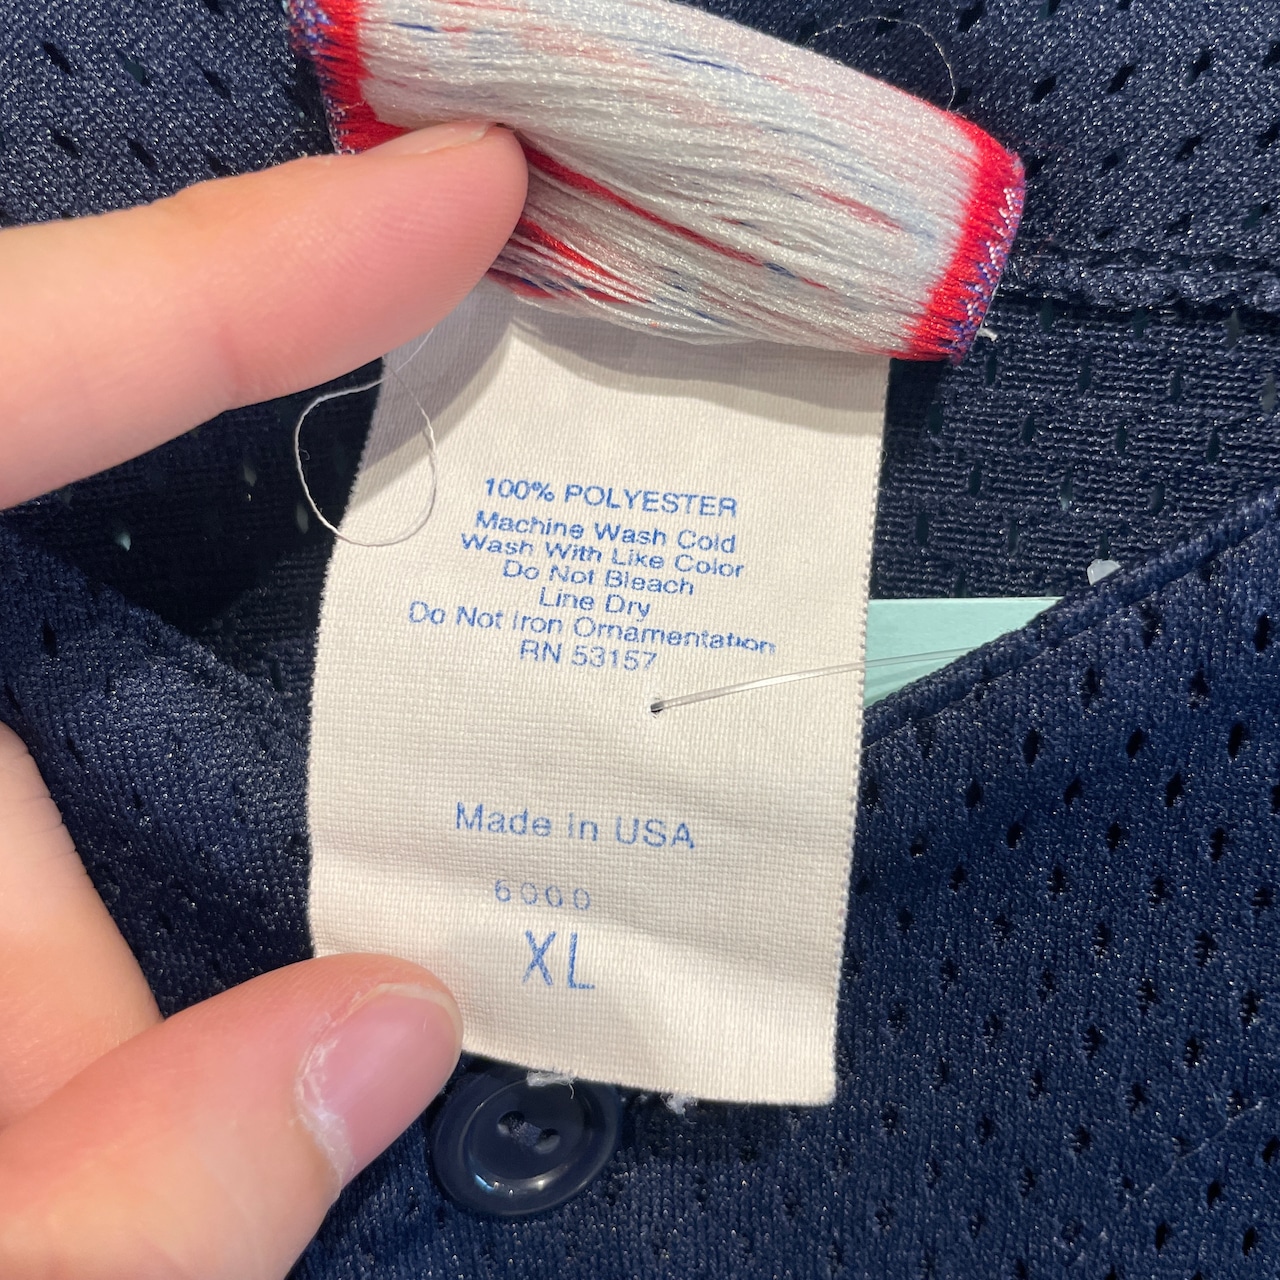 100% POLYESTER
Machine Wash Cold
Wash With Like Color
Do Not Bleach
Line Dry
Do Not Iron Ornamentation
RN 53157
Made in USA
6000
XL